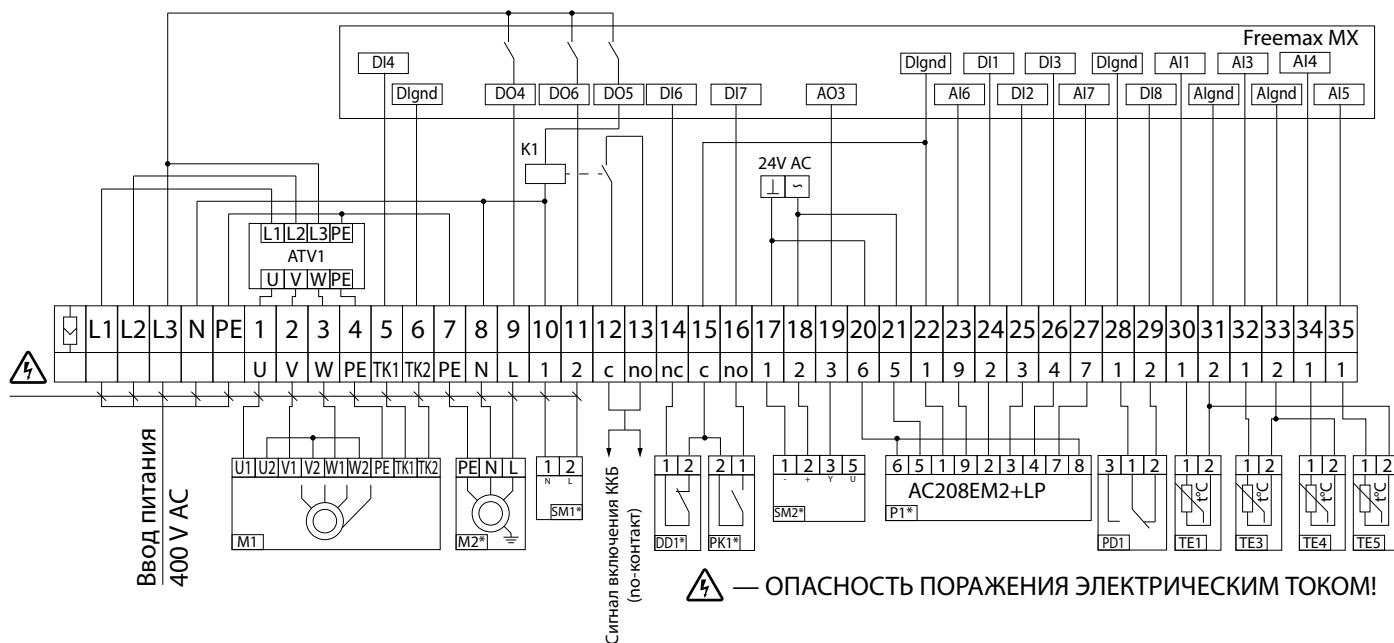 Freemax MX
DI4 DIgnd DI1 DI3 DIgnd AI1 AI3 AI4
DIgnd DO4 DO6 DO5 DI6 DI7 AO3 AI6 DI2 AI7 DI8 AIgnd AIgnd AI5
K1
24V AC
⊥ ~
L1 L2 L3 PE
ATV1
U V W PE
L1 L2 L3 N PE 1 2 3 4 5 6 7 8 9 10 11 12 13 14 15 16 17 18 19 20 21 22 23 24 25 26 27 28 29 30 31 32 33 34 35
U V W PE TK1 TK2 PE N L 1 2 c no nc c no 1 2 3 6 5 1 9 2 3 4 7 1 2 1 2 1 2 1 1
Ввод питания
400 V AC
U1 U2 V1 V2 W1 W2 PE TK1 TK2
M1
PE N L
M2*
1 2
N L
SM1*
Сигнал включения ККБ
(no-контакт)
1 2
DD1*
2 1
PK1*
1 2 3 5
- + Y U
SM2*
6 5 1 9 2 3 4 7 8
AC208EM2+LP
P1*
3 1 2
PD1
1 2
t°C
TE1
1 2
t°C
TE3
1 2
t°C
TE4
1 2
t°C
TE5
— ОПАСНОСТЬ ПОРАЖЕНИЯ ЭЛЕКТРИЧЕСКИМ ТОКОМ!